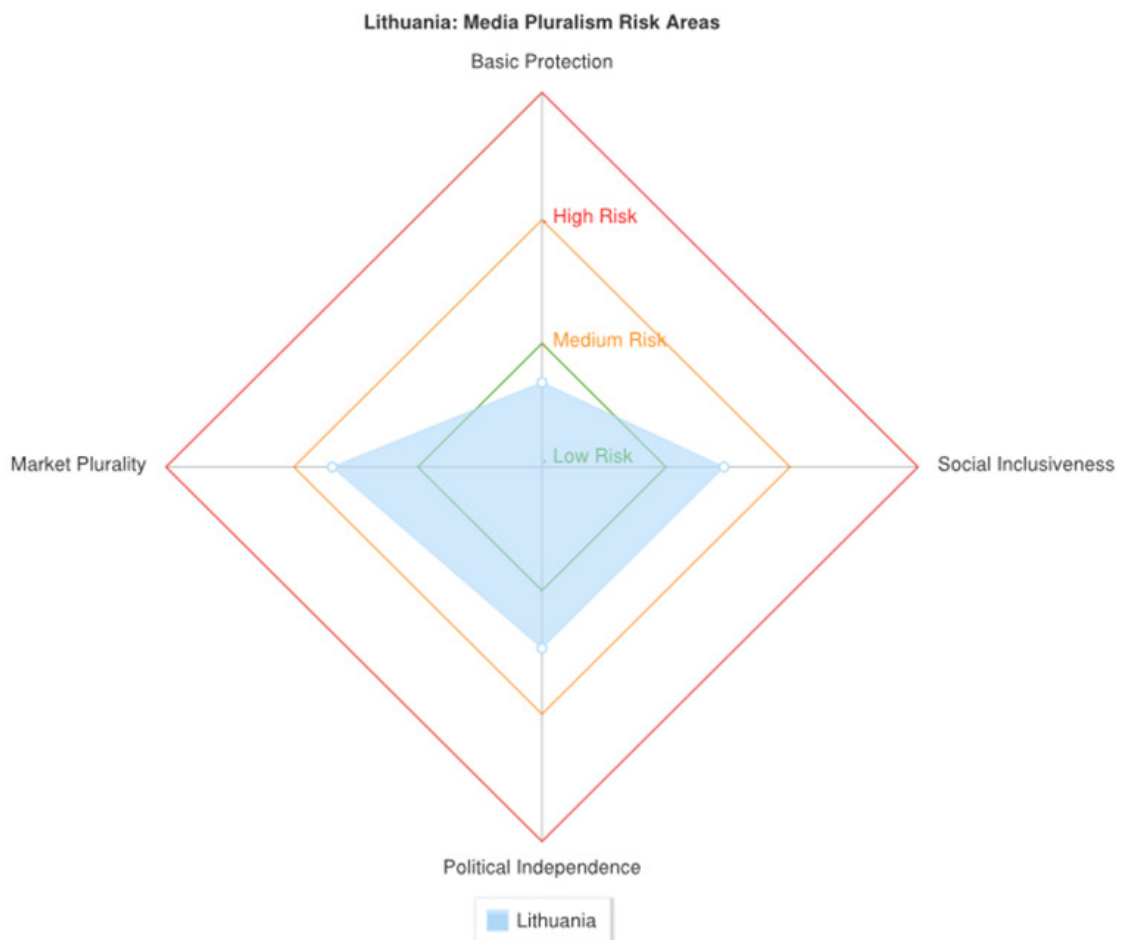 Lithuania: Media Pluralism Risk Areas
Basic Protection
High Risk
Medium Risk
Low Risk
Market Plurality
Social Inclusiveness
Political Independence
Lithuania